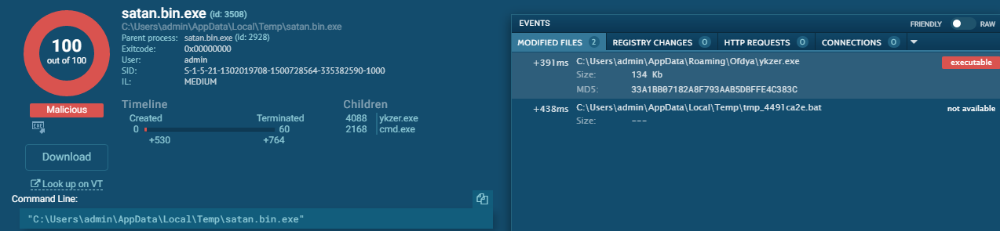 100
out of 100
Malicious
EXE
Download
Look up on VT
satan.bin.exe (id: 3508)
C:\Users\admin\AppData\Local\Temp\satan.bin.exe
Parent process: satan.bin.exe (id: 2928)
Exitcode: 0x00000000
User: admin
SID: S-1-5-21-1302019708-1500728564-335382590-1000
IL: MEDIUM
Timeline
Created Terminated
0 60
+530 +764
Children
4088 ykzer.exe
2168 cmd.exe
Command Line:
"C:\Users\admin\AppData\Local\Temp\satan.bin.exe"
EVENTS FRIENDLY RAW
MODIFIED FILES 2 REGISTRY CHANGES 0 HTTP REQUESTS 0 CONNECTIONS 0
+391ms C:\Users\admin\AppData\Roaming\Ofdya\ykzer.exe executable
Size: 134 Kb
MD5: 33A1BB07182A8F793AAB5DBFFE4C383C
+438ms C:\Users\admin\AppData\Local\Temp\tmp_4491ca2e.bat not available
Size: ---